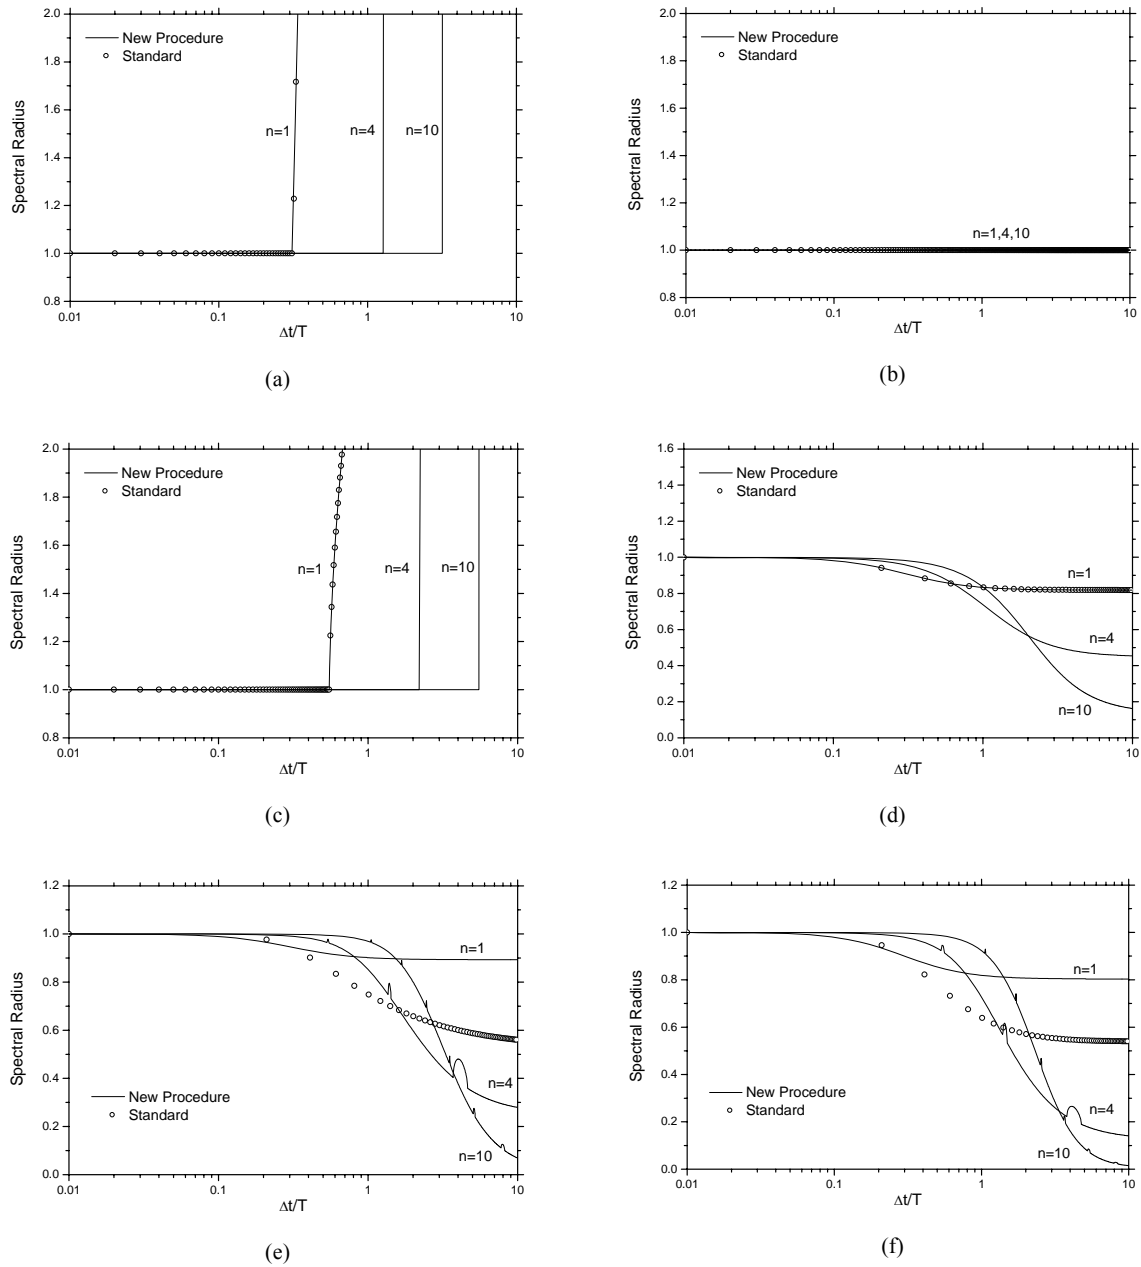 2.0
1.8
1.6
1.4
1.2
1.0
0.8
Spectral Radius
New Procedure
Standard
n=1
n=4
n=10
0.01
0.1
1
10
Δt/T
(a)
2.0
1.8
1.6
1.4
1.2
1.0
0.8
Spectral Radius
New Procedure
Standard
n=1,4,10
0.01
0.1
1
10
Δt/T
(b)
2.0
1.8
1.6
1.4
1.2
1.0
0.8
Spectral Radius
New Procedure
Standard
n=1
n=4
n=10
0.01
0.1
1
10
Δt/T
(c)
1.6
1.4
1.2
1.0
0.8
0.6
0.4
0.2
0.0
Spectral Radius
New Procedure
Standard
n=1
n=4
n=10
0.01
0.1
1
10
Δt/T
(d)
1.2
1.0
0.8
0.6
0.4
0.2
0.0
Spectral Radius
n=1
n=4
New Procedure
Standard
n=10
0.01
0.1
1
10
Δt/T
(e)
1.2
1.0
0.8
0.6
0.4
0.2
0.0
Spectral Radius
n=1
New Procedure
Standard
n=4
n=10
0.01
0.1
1
10
Δt/T
(f)